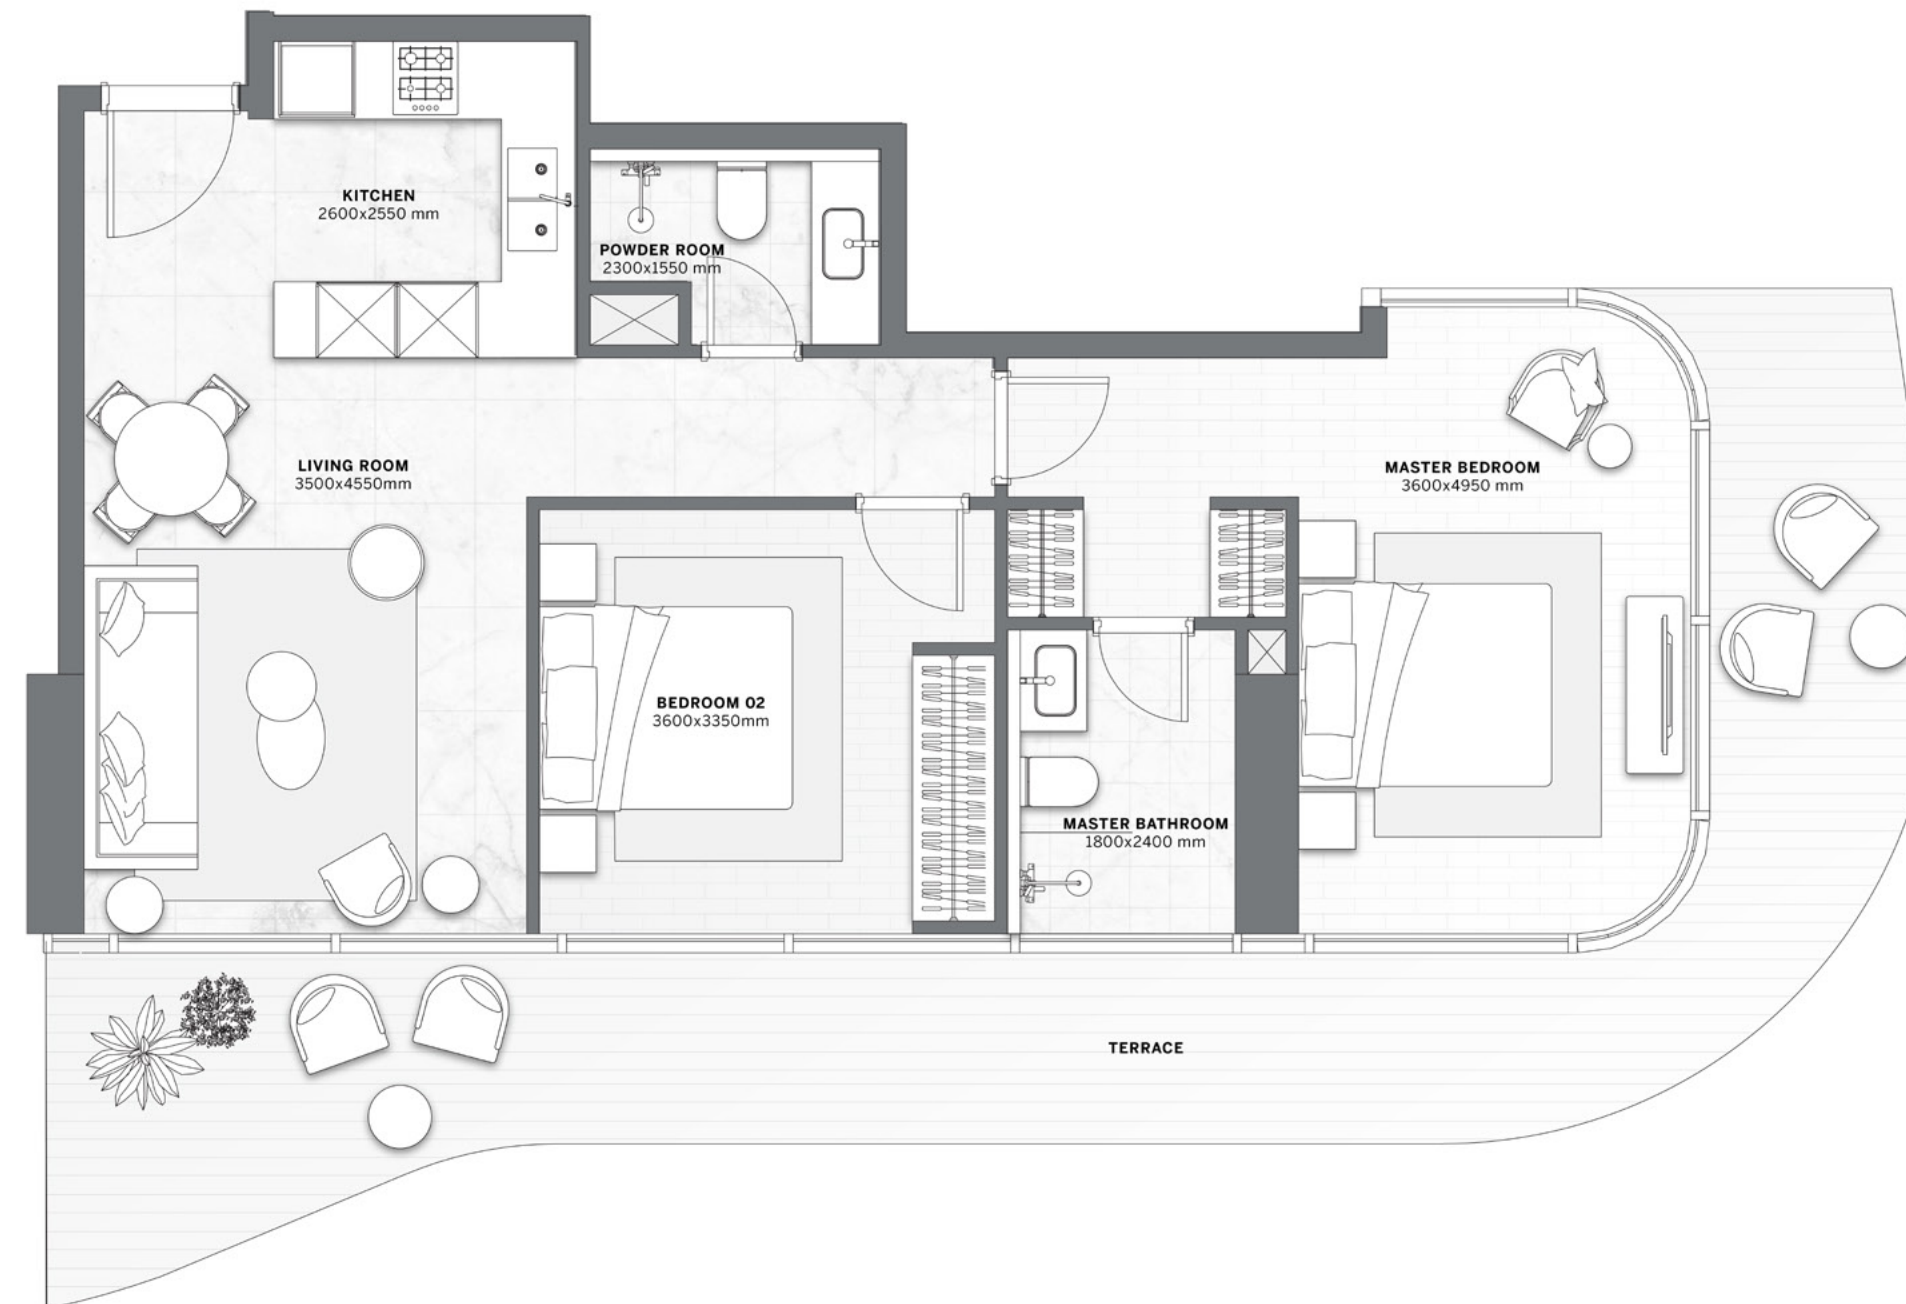 KITCHEN
2600x2550 mm
POWDER ROOM
2300x1550 mm
LIVING ROOM
3500x4550mm
MASTER BEDROOM
3600x4950 mm
BEDROOM 02
3600x3350mm
MASTER BATHROOM
1800x2400 mm
TERRACE